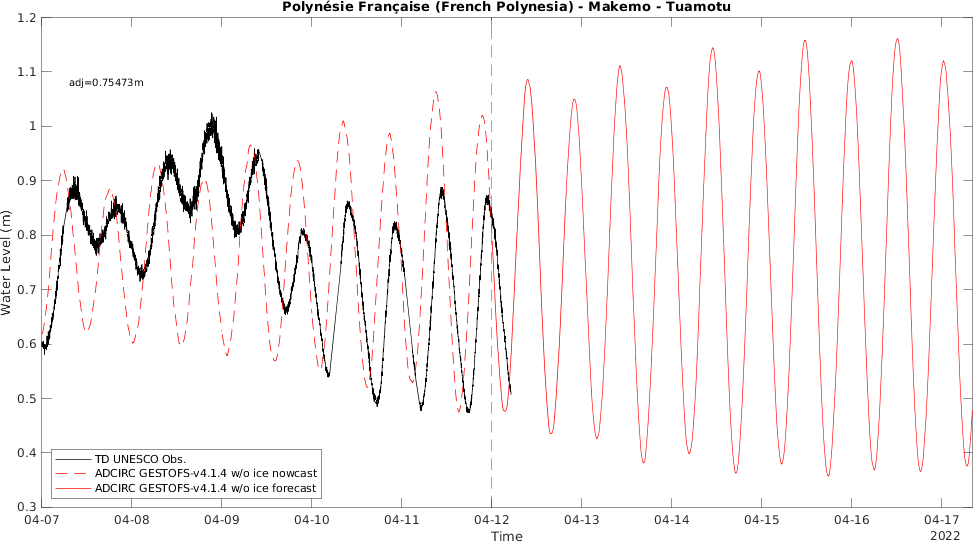 Polynésie Française (French Polynesia) - Makemo - Tuamotu
1.2
1.1
1
0.9
0.8
0.7
0.6
0.5
0.4
0.3
Water Level (m)
adj=0.75473m
TD UNESCO Obs.
ADCIRC GESTOFS-v4.1.4 w/o ice nowcast
ADCIRC GESTOFS-v4.1.4 w/o ice forecast
04-07 04-08 04-09 04-10 04-11 04-12 04-13 04-14 04-15 04-16 04-17
Time 2022